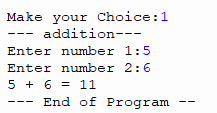 Make your Choice:1
--- addition---
Enter number 1:5
Enter number 2:6
5 + 6 = 11
--- End of Program --